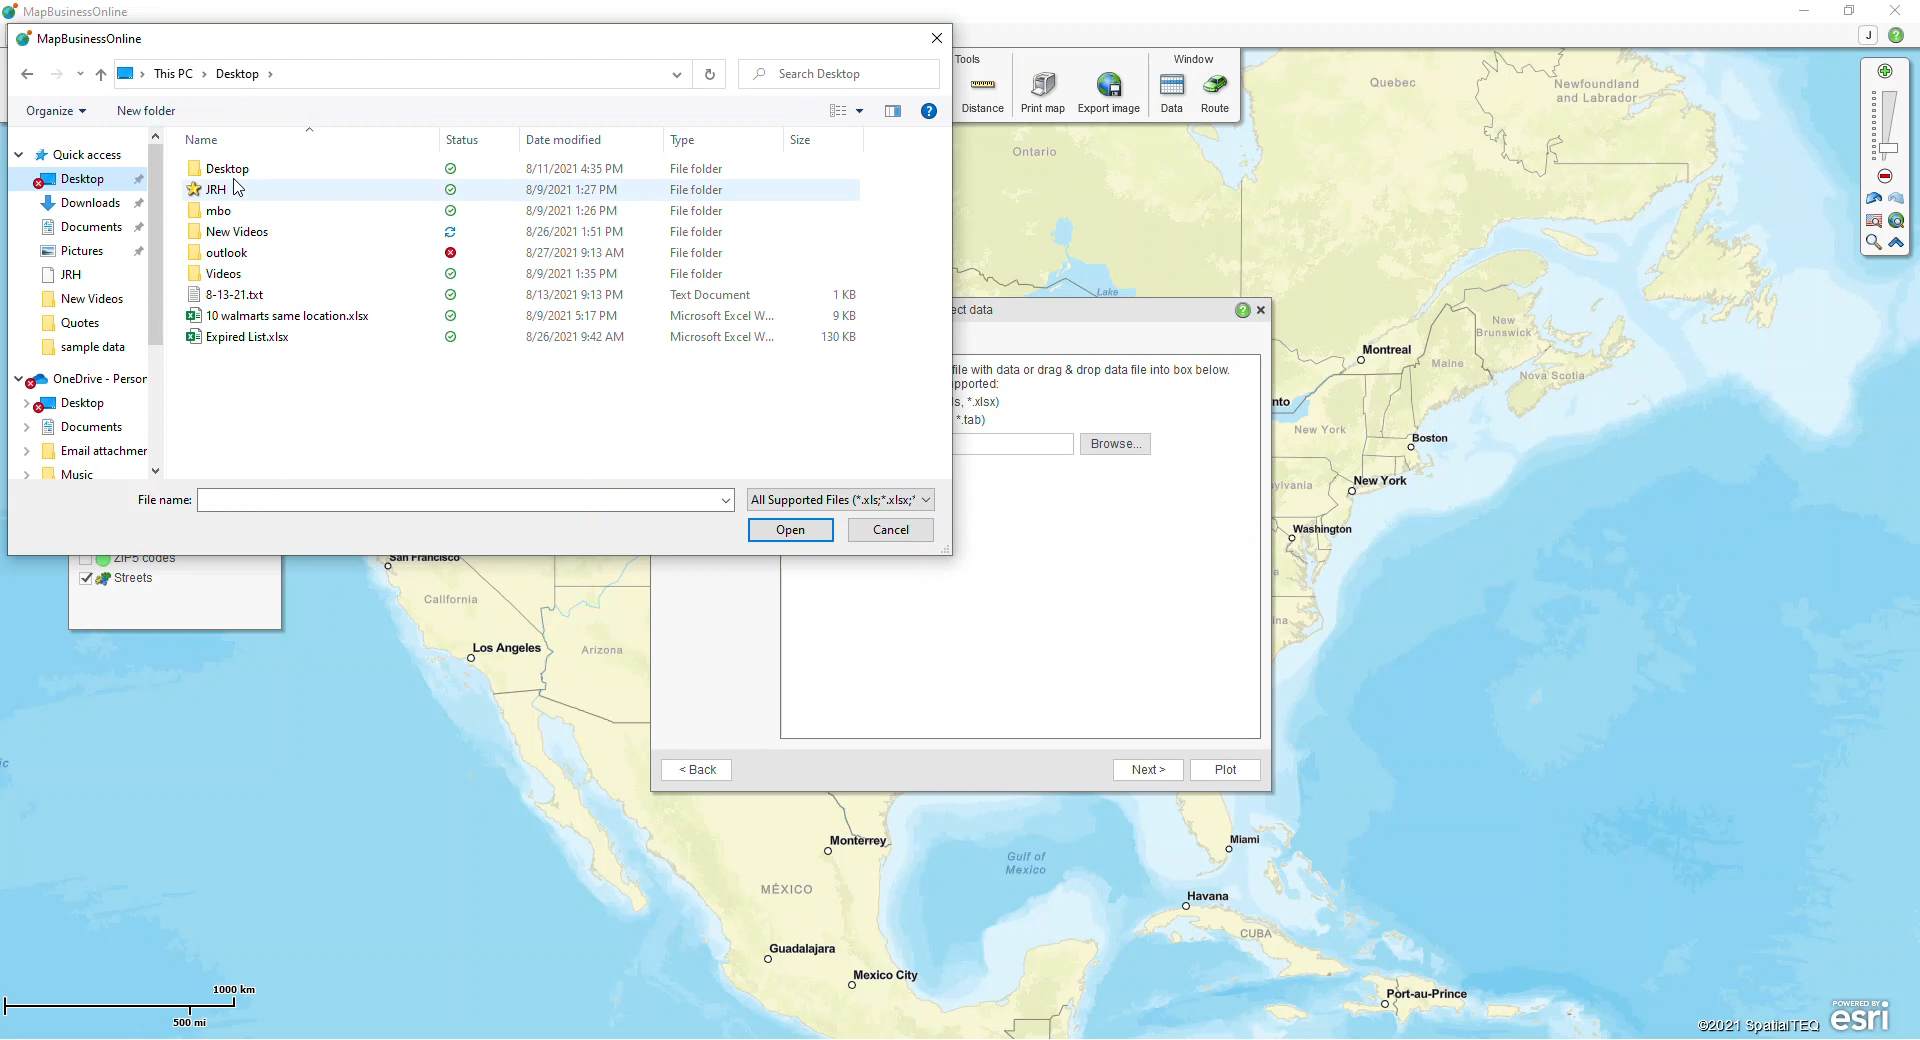 MapBusinessOnline
MapBusinessOnline
This PC > Desktop >
Search Desktop
Organize
New folder
Name Status Date modified Type Size
Desktop 8/11/2021 4:35 PM File folder
JRH 8/9/2021 1:27 PM File folder
mbo 8/9/2021 1:26 PM File folder
New Videos 8/26/2021 1:51 PM File folder
outlook 8/27/2021 9:13 AM File folder
Videos 8/9/2021 1:35 PM File folder
8-13-21.txt 8/13/2021 9:13 PM Text Document 1 KB
10 walmarts same location.xlsx 8/9/2021 5:17 PM Microsoft Excel W... 9 KB
Expired List.xlsx 8/26/2021 9:42 AM Microsoft Excel W... 130 KB
Quick access
Desktop
Downloads
Documents
Pictures
JRH
New Videos
Quotes
sample data
OneDrive - Person
Desktop
Documents
Email attachmer
Music
File name:
All Supported Files (*.xls;*.xlsx;*
Open
Cancel
J
Tools
Window
Distance
Print map
Export image
Data
Route
ect data
file with data or drag & drop data file into box below.
pported:
s, *.xlsx)
*.tab)
Browse...
< Back
Next >
Plot
ZIP5 codes
Streets
Quebec
Newfoundland
and Labrador
Ontario
Lake
New
Brunswick
Montreal
Maine
Nova Scotia
nto
New York
Boston
New York
sylvania
Washington
a
ina
San Francisco
California
Los Angeles
Arizona
ic
Monterrey
Gulf of
Mexico
Miami
MÉXICO
Havana
CUBA
Guadalajara
Mexico City
Port-au-Prince
1000 km
500 mi
©2021 SpatialTEQ
POWERED BY
esri